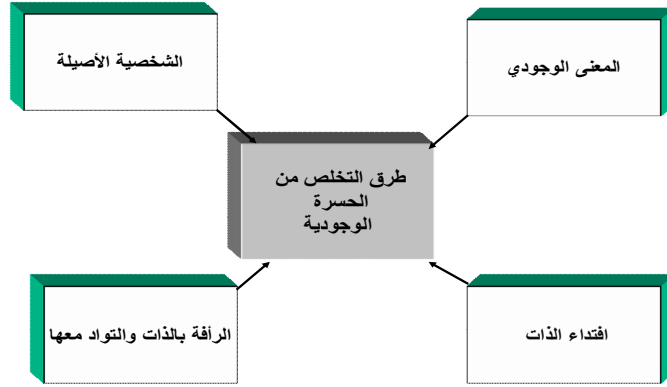 المعنى الوجودي
الشخصية الأصيلة
طرق التخلص من
الحسرة
الوجودية
افتداء الذات
الرأفة بالذات والتواد معها